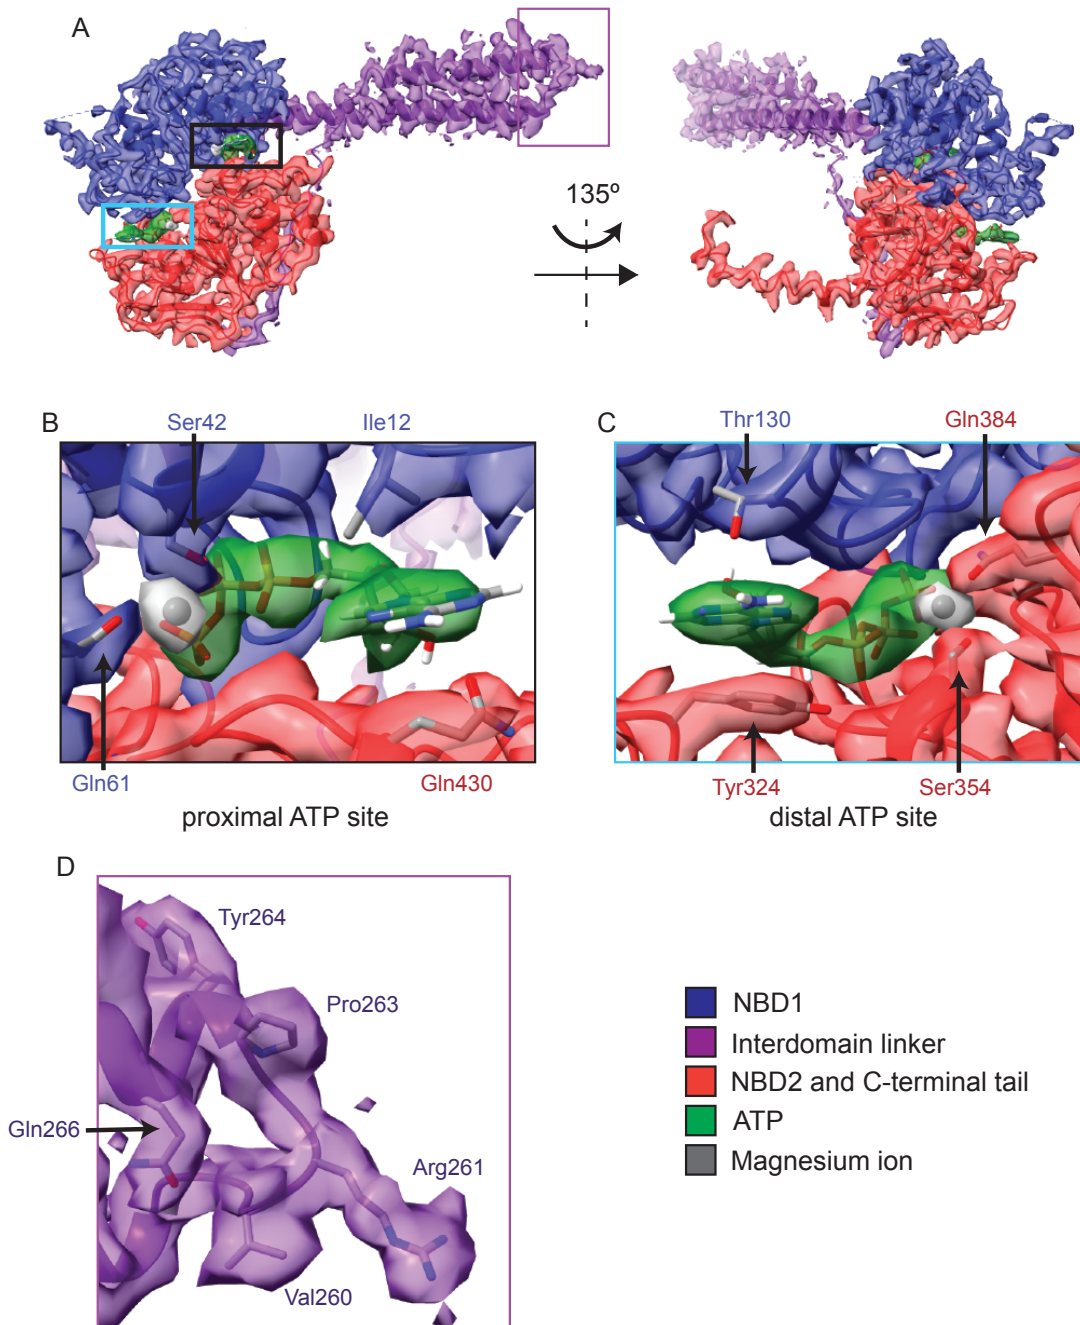 A
135º
B
Ser42
Ile12
C
Thr130
Gln384
Gln61
Gln430
Tyr324
Ser354
proximal ATP site
distal ATP site
D
Tyr264
Pro263
Gln266
Arg261
Val260
NBD1
Interdomain linker
NBD2 and C-terminal tail
ATP
Magnesium ion